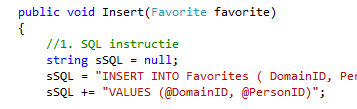 public void Insert(Favorite favorite)
{
//1. SQL instructie
string sSQL = null;
sSQL = "INSERT INTO Favorites ( DomainID, Per
sSQL += "VALUES (@DomainID, @PersonID)";